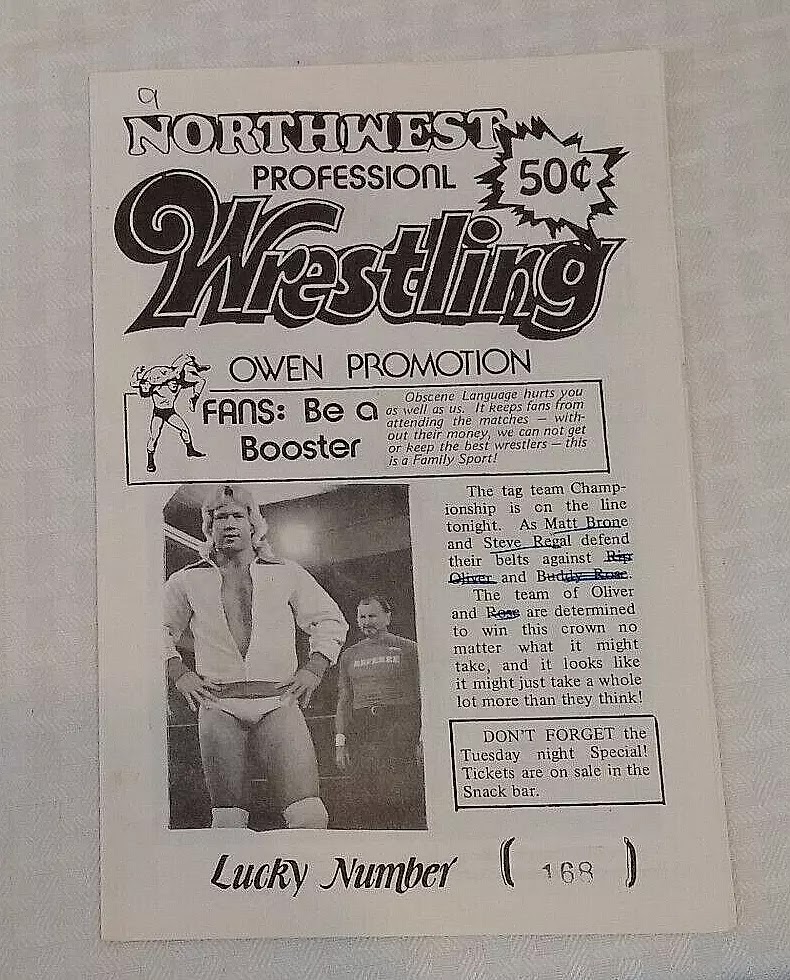 9
NORTHWEST
PROFESSIONL
50¢
Wrestling
OWEN PROMOTION
FANS: Be a
Booster
Obscene Language hurts you
as well as us. It keeps fans from
attending the matches — with-
out their money, we can not get
or keep the best wrestlers — this
is a Family Sport!
REFEREE
The tag team Champ-
ionship is on the line
tonight. As Matt Brone
and Steve Regal defend
their belts against Rip
Oliver and Buddy Rose.
The team of Oliver
and Rose are determined
to win this crown no
matter what it might
take, and it looks like
it might just take a whole
lot more than they think!
DON'T FORGET the
Tuesday night Special!
Tickets are on sale in the
Snack bar.
Lucky Number ( 168 )